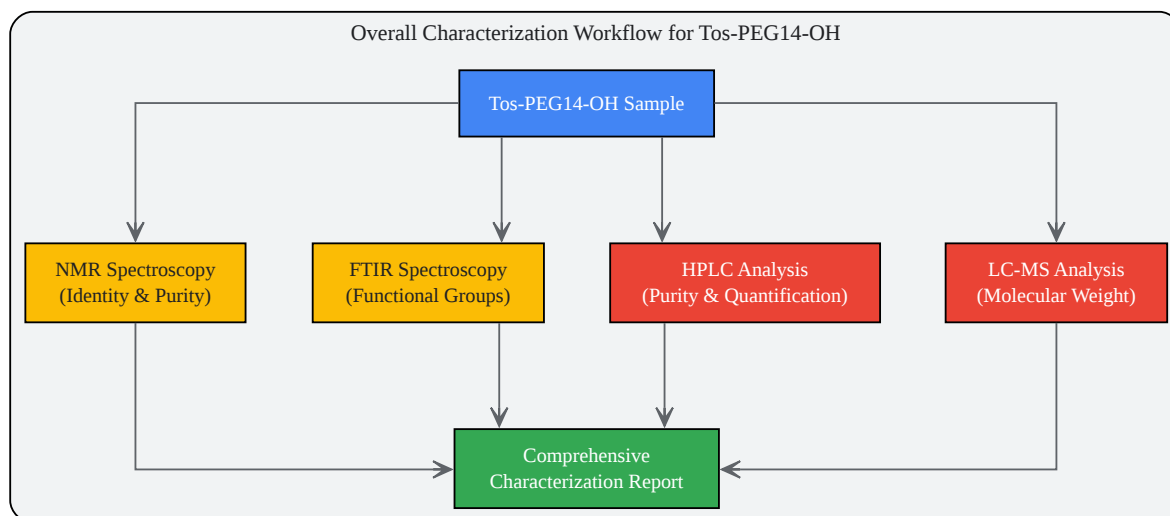 Overall Characterization Workflow for Tos-PEG14-OH
Tos-PEG14-OH Sample
NMR Spectroscopy
(Identity & Purity)
FTIR Spectroscopy
(Functional Groups)
HPLC Analysis
(Purity & Quantification)
LC-MS Analysis
(Molecular Weight)
Comprehensive
Characterization Report